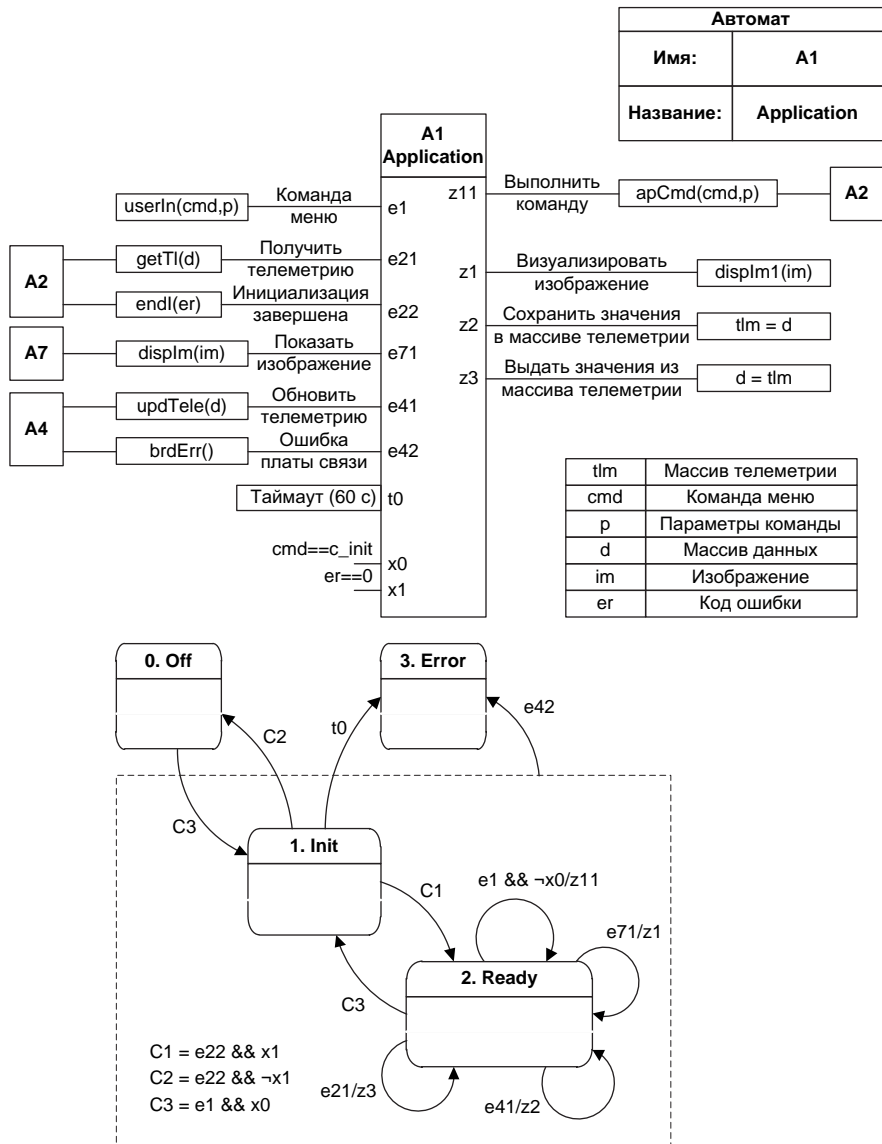 Автомат
Имя: A1
Название: Application
A1
Application
userIn(cmd,p)
Команда
меню
e1
A2
getTl(d)
Получить
телеметрию
e21
endI(er)
Инициализация
завершена
e22
A7
dispIm(im)
Показать
изображение
e71
A4
updTele(d)
Обновить
телеметрию
e41
brdErr()
Ошибка
платы связи
e42
Таймаут (60 с)
t0
cmd==c_init
x0
er==0
x1
z11
Выполнить
команду
apCmd(cmd,p)
A2
z1
Визуализировать
изображение
dispIm1(im)
z2
Сохранить значения
в массиве телеметрии
tlm = d
z3
Выдать значения из
массива телеметрии
d = tlm
tlm Массив телеметрии
cmd Команда меню
p Параметры команды
d Массив данных
im Изображение
er Код ошибки
0. Off
3. Error
e42
t0
C2
C3
1. Init
C1
e1 && ¬x0/z11
e71/z1
2. Ready
C3
e21/z3
e41/z2
C1 = e22 && x1
C2 = e22 && ¬x1
C3 = e1 && x0